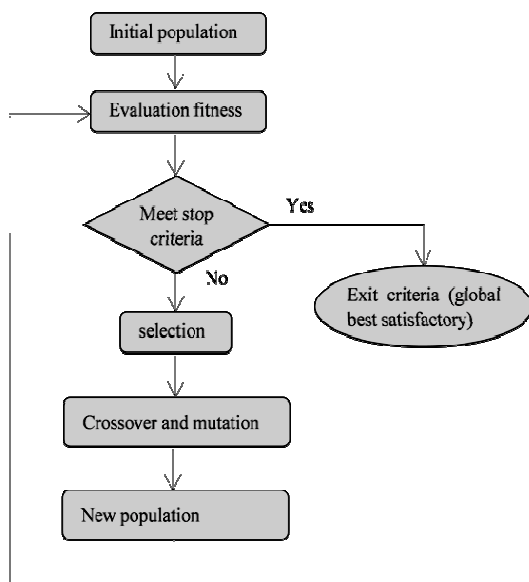 Initial population
Evaluation fitness
Meet stop
criteria
Yes
No
Exit criteria (global
best satisfactory)
selection
Crossover and mutation
New population